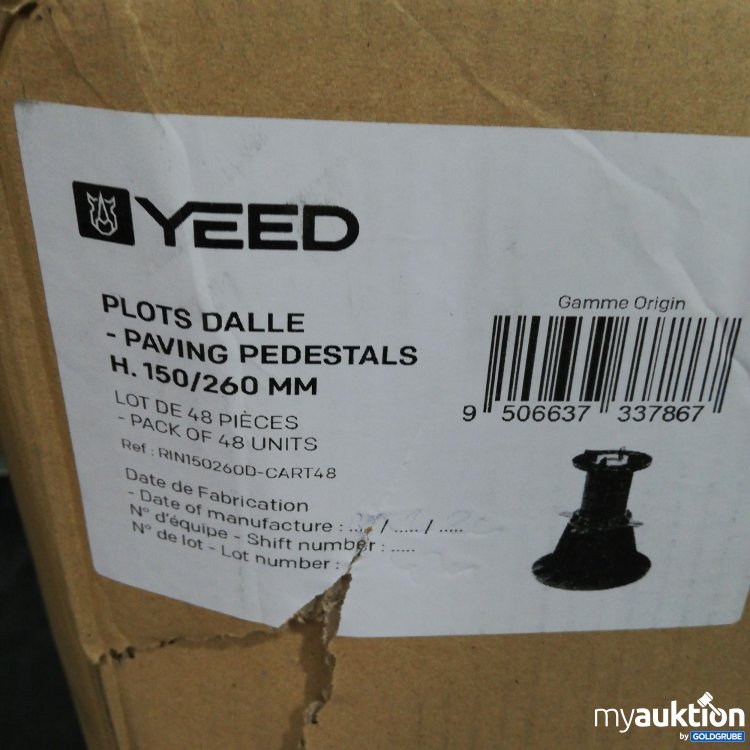 YEED
PLOTS DALLE
- PAVING PEDESTALS
H. 150/260 MM
LOT DE 48 PIÈCES
- PACK OF 48 UNITS
Ref : RIN150260D-CART48
Date de Fabrication
- Date of manufacture : ..... / ..... / .....
N° d'équipe - Shift number : .....
N° de lot - Lot number :
Gamme Origin
9 506637 337867
myauktion
by GOLDGRUBE